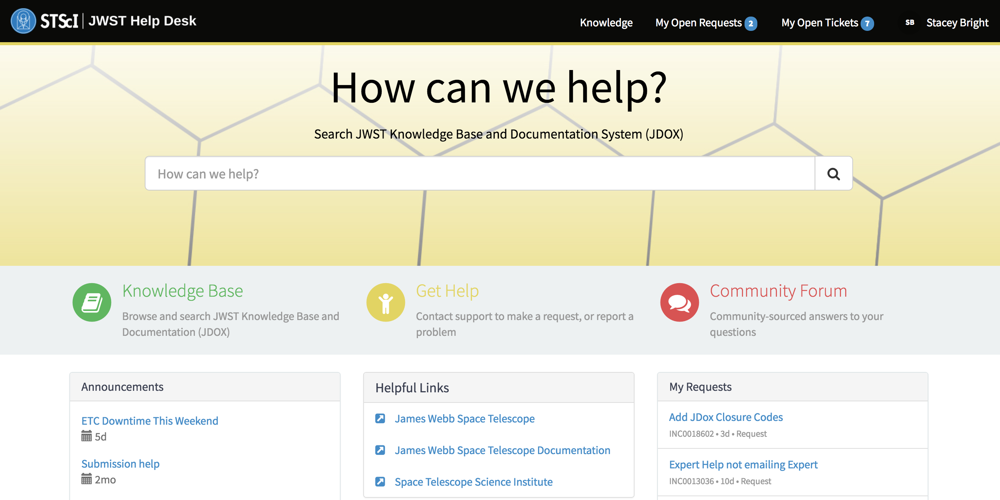 STScI | JWST Help Desk
Knowledge
My Open Requests 2
My Open Tickets 7
SB Stacey Bright
How can we help?
Search JWST Knowledge Base and Documentation System (JDOX)
How can we help?
Knowledge Base
Browse and search JWST Knowledge Base and
Documentation (JDOX)
Get Help
Contact support to make a request, or report a
problem
Community Forum
Community-sourced answers to your
questions
Announcements
ETC Downtime This Weekend
5d
Submission help
2mo
Helpful Links
James Webb Space Telescope
James Webb Space Telescope Documentation
Space Telescope Science Institute
My Requests
Add JDox Closure Codes
INC0018602 • 3d • Request
Expert Help not emailing Expert
INC0013036 • 10d • Request